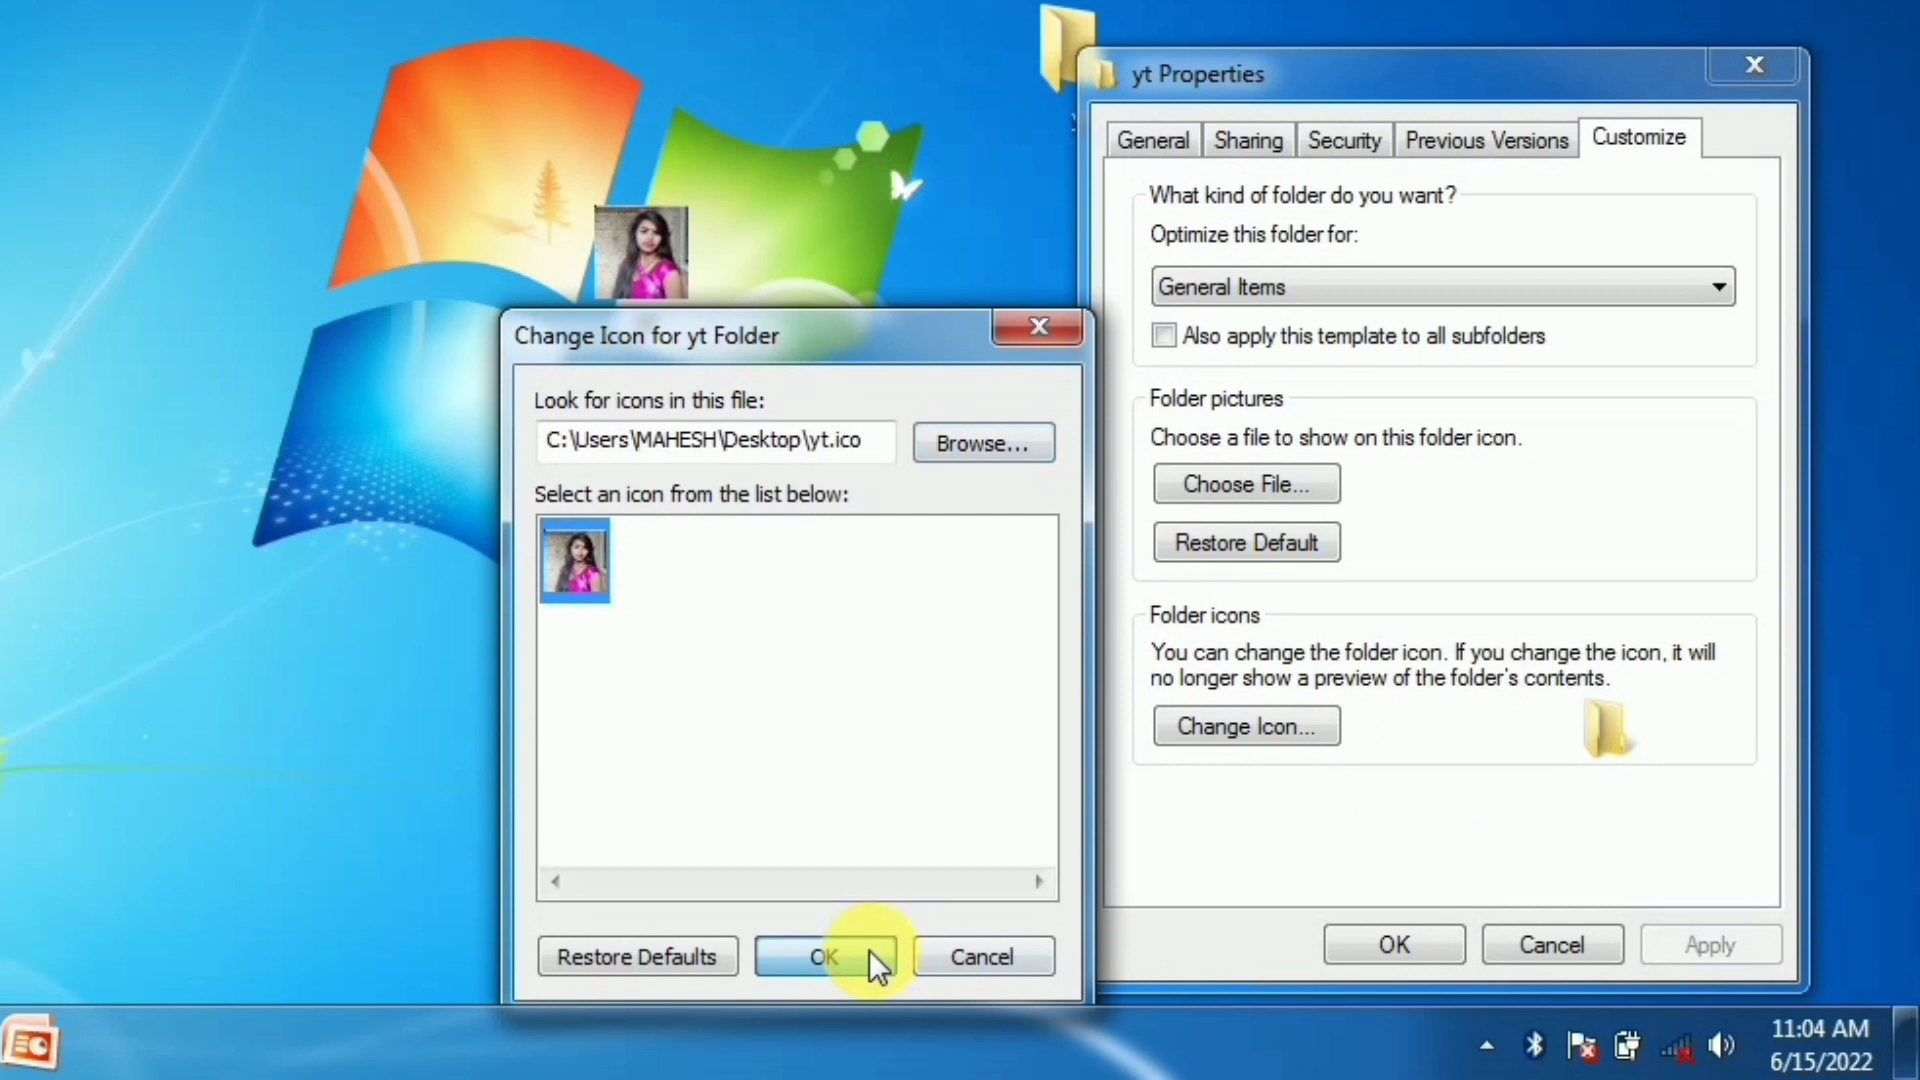 yt Properties
General
Sharing
Security
Previous Versions
Customize
What kind of folder do you want?
Optimize this folder for:
General Items
Also apply this template to all subfolders
Folder pictures
Choose a file to show on this folder icon.
Choose File...
Restore Default
Folder icons
You can change the folder icon. If you change the icon, it will
no longer show a preview of the folder's contents.
Change Icon...
OK
Cancel
Apply
Change Icon for yt Folder
Look for icons in this file:
C:\Users\MAHESH\Desktop\yt.ico
Browse...
Select an icon from the list below:
Restore Defaults
OK
Cancel
11:04 AM
6/15/2022